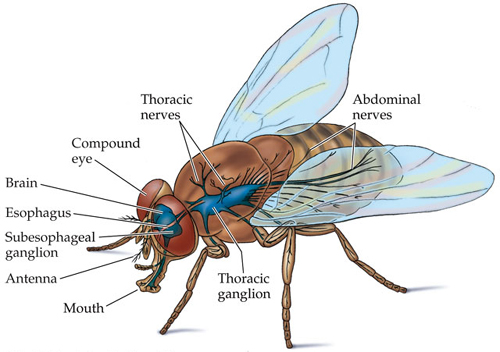 Thoracic
nerves
Abdominal
nerves
Compound
eye
Brain
Esophagus
Subesophageal
ganglion
Antenna
Mouth
Thoracic
ganglion